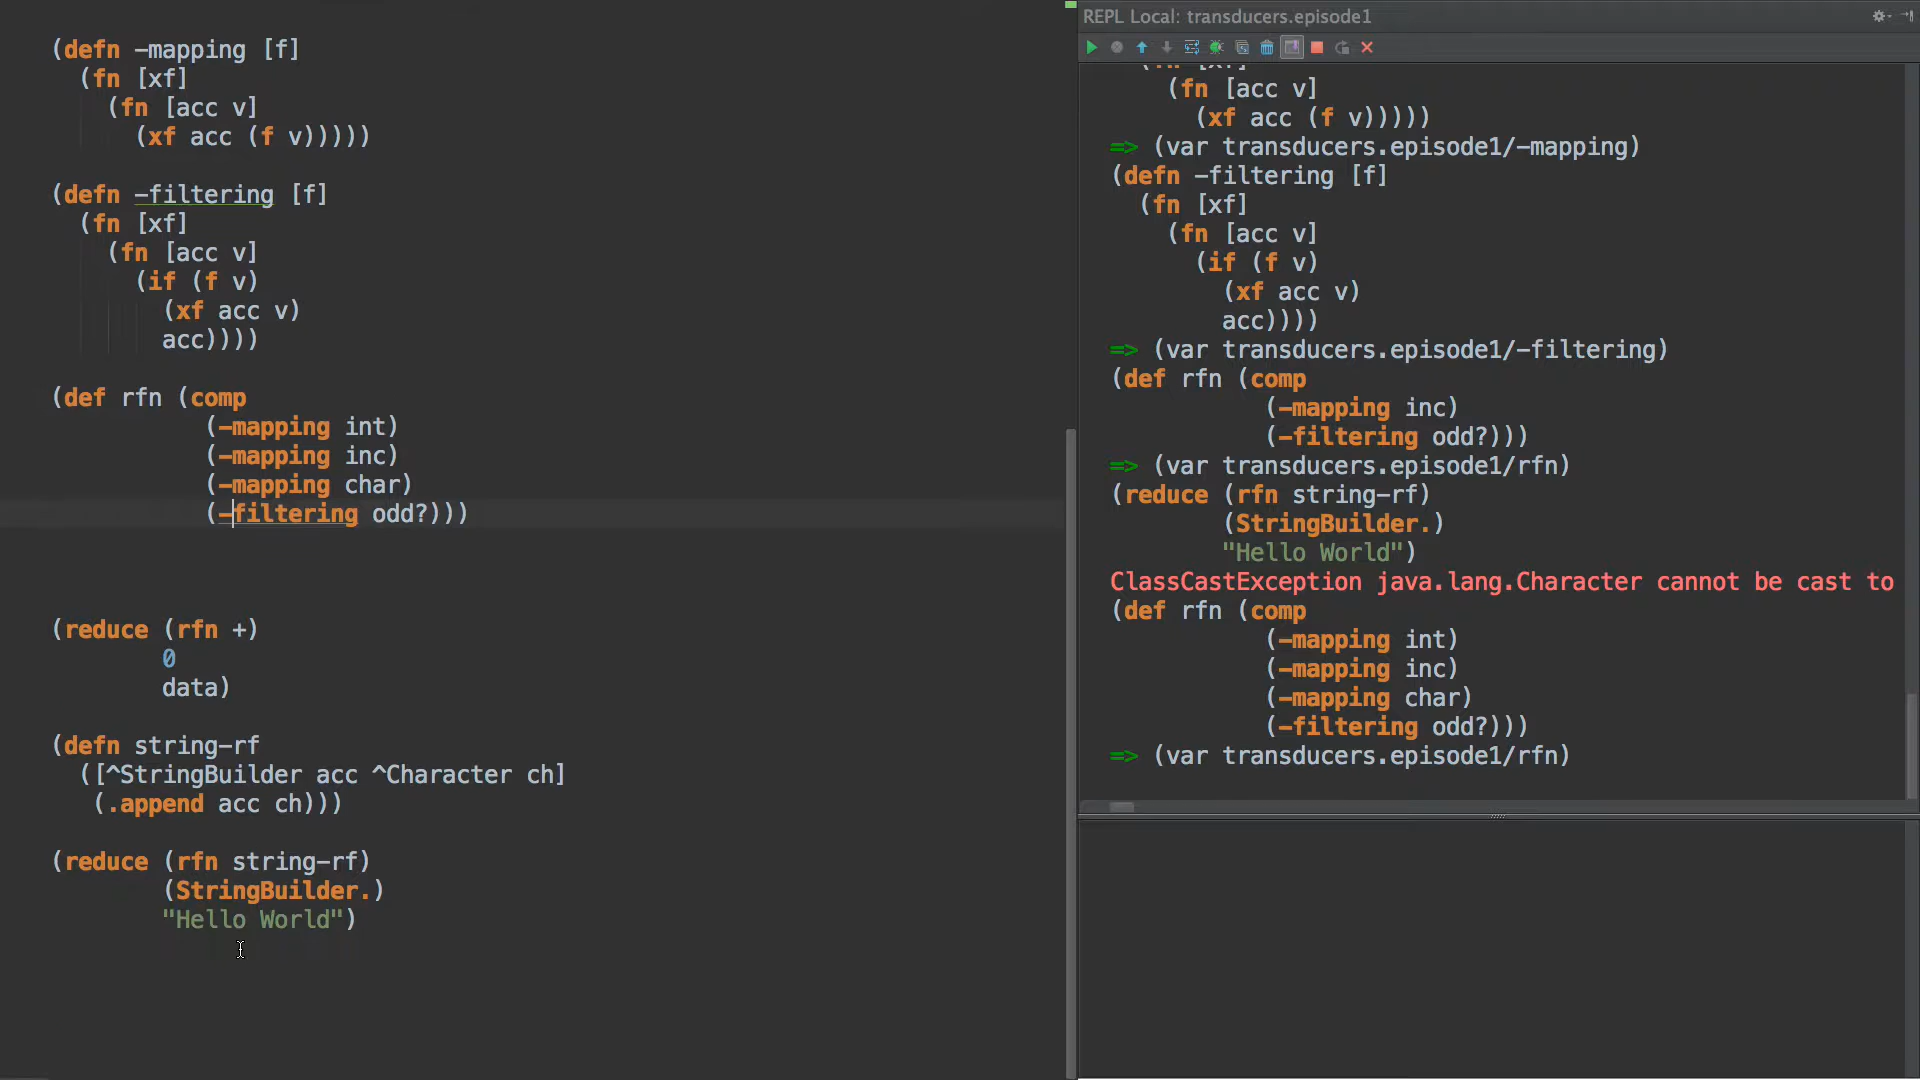 (defn -mapping [f]
  (fn [xf]
    (fn [acc v]
      (xf acc (f v)))))
(defn -filtering [f]
  (fn [xf]
    (fn [acc v]
      (if (f v)
        (xf acc v)
        acc))))
(def rfn (comp
           (-mapping int)
           (-mapping inc)
           (-mapping char)
           (-filtering odd?)))
(reduce (rfn +)
        0
        data)
(defn string-rf
  ([^StringBuilder acc ^Character ch]
   (.append acc ch)))
(reduce (rfn string-rf)
        (StringBuilder.)
        "Hello World")
REPL Local: transducers.episode1
    (fn [acc v]
      (xf acc (f v)))))
=> (var transducers.episode1/-mapping)
(defn -filtering [f]
  (fn [xf]
    (fn [acc v]
      (if (f v)
        (xf acc v)
        acc))))
=> (var transducers.episode1/-filtering)
(def rfn (comp
           (-mapping inc)
           (-filtering odd?)))
=> (var transducers.episode1/rfn)
(reduce (rfn string-rf)
        (StringBuilder.)
        "Hello World")
ClassCastException java.lang.Character cannot be cast to
(def rfn (comp
           (-mapping int)
           (-mapping inc)
           (-mapping char)
           (-filtering odd?)))
=> (var transducers.episode1/rfn)